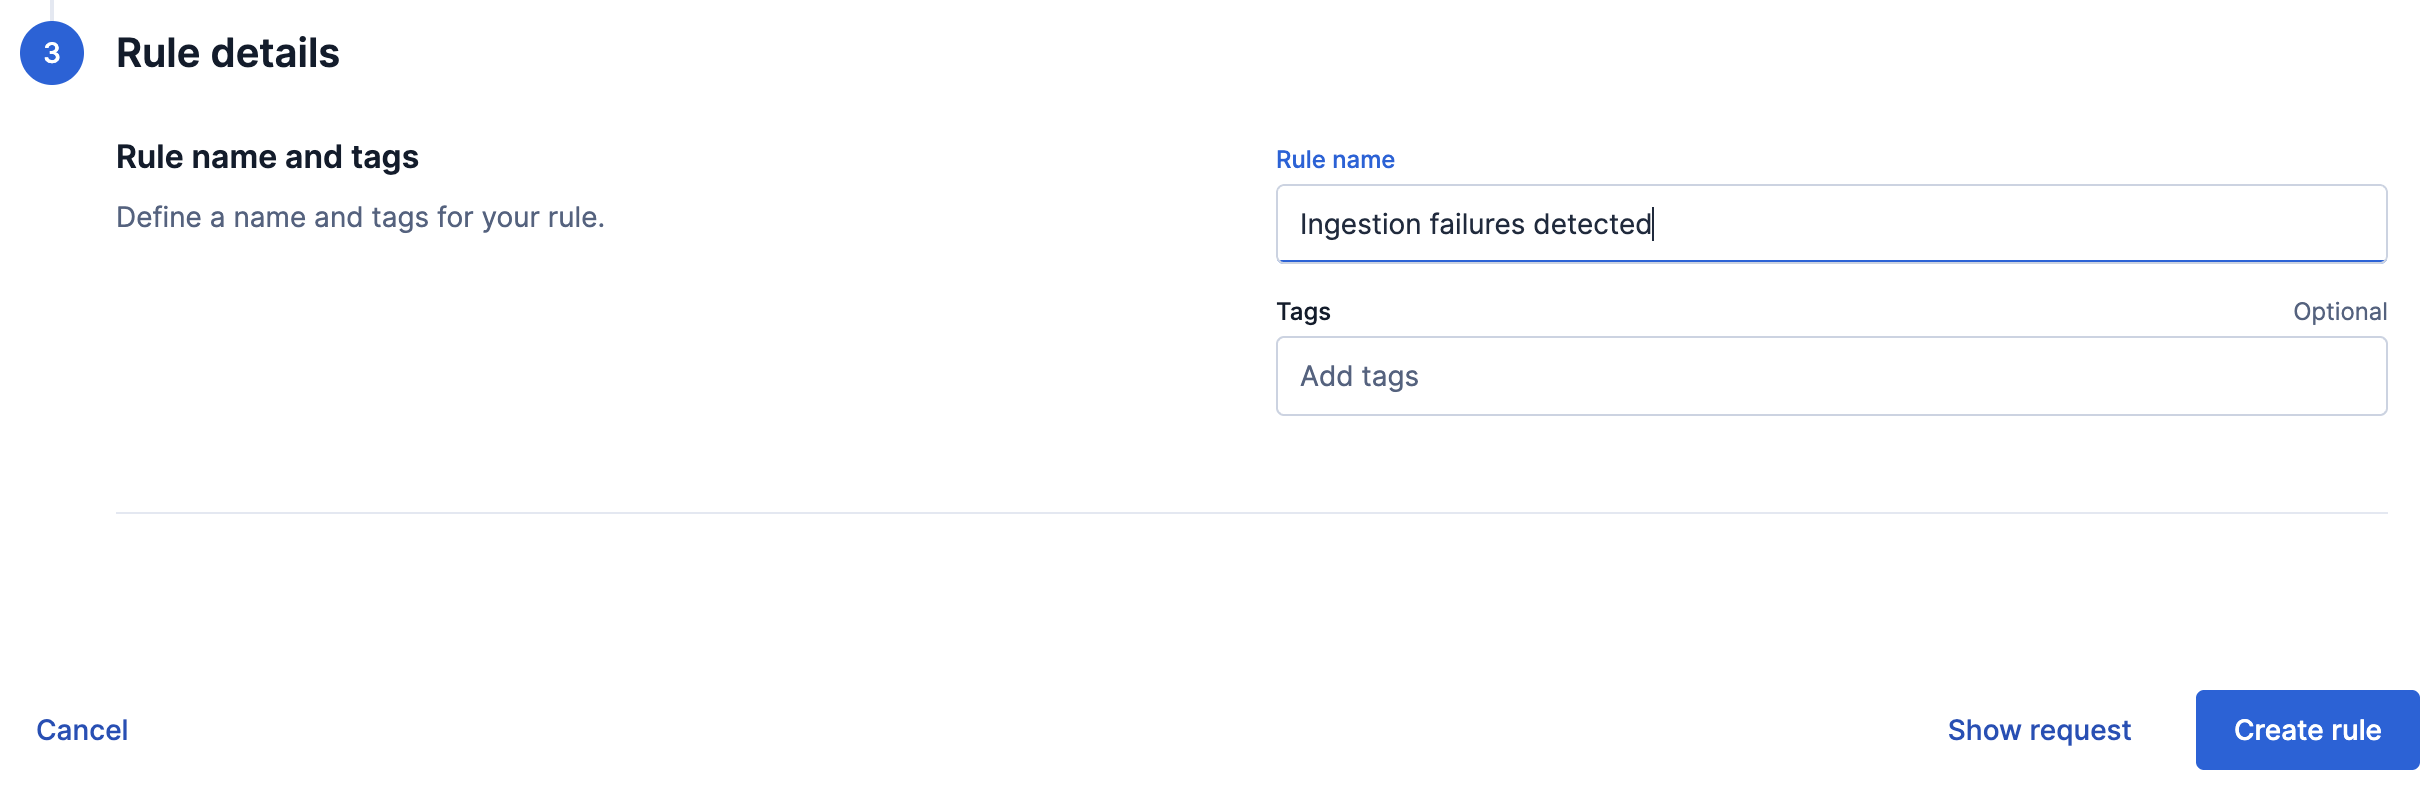 3
Rule details
Rule name and tags
Define a name and tags for your rule.
Rule name
Ingestion failures detected
Tags
Optional
Add tags
Cancel
Show request
Create rule